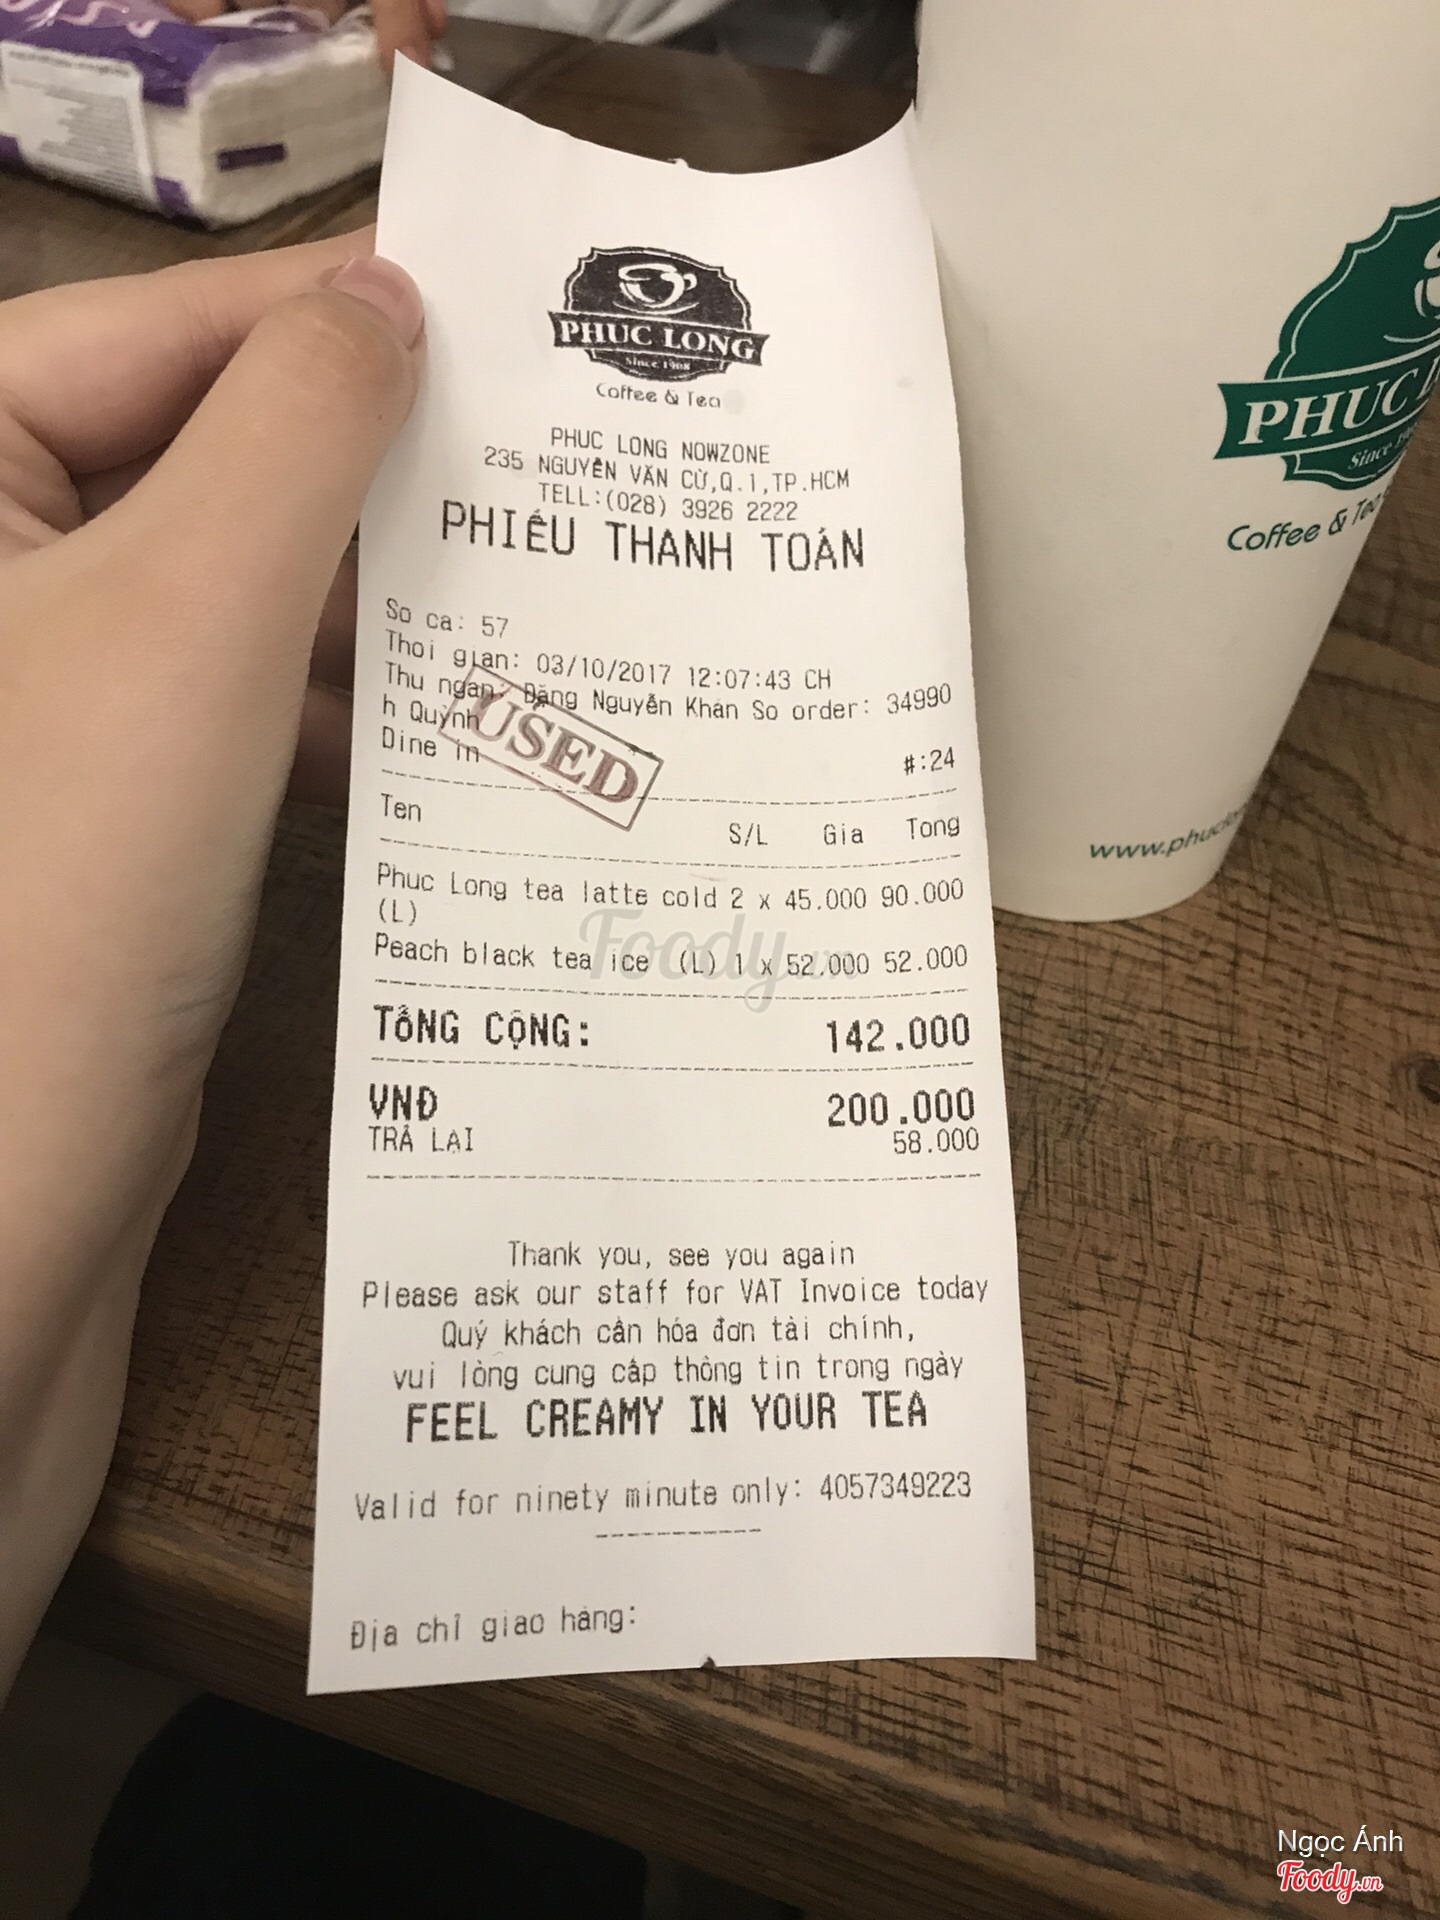 PHUC LONG
Since 1968
Coffee & Tea
PHUC LONG NOWZONE
235 NGUYỄN VĂN CỪ,Q.1,TP.HCM
TELL:(028) 3926 2222
PHIẾU THANH TOÁN
So ca: 57
Thoi gian: 03/10/2017 12:07:43 CH
Thu ngan: Đặng Nguyễn Khán So order: 34990
h Quỳnh
Dine in #:24
USED
Ten S/L Gia Tong
Phuc Long tea latte cold 2 x 45.000 90.000
(L)
Peach black tea ice (L) 1 x 52.000 52.000
TỔNG CỘNG: 142.000
VNĐ 200.000
TRẢ LẠI 58.000
Thank you, see you again
Please ask our staff for VAT Invoice today
Quý khách cần hóa đơn tài chính,
vui lòng cung cấp thông tin trong ngày
FEEL CREAMY IN YOUR TEA
Valid for ninety minute only: 4057349223
Địa chỉ giao hàng:
Foody.vn
PHUC
Since
Coffee & Tea
www.phuclo
Ngọc Ánh
Foody.vn